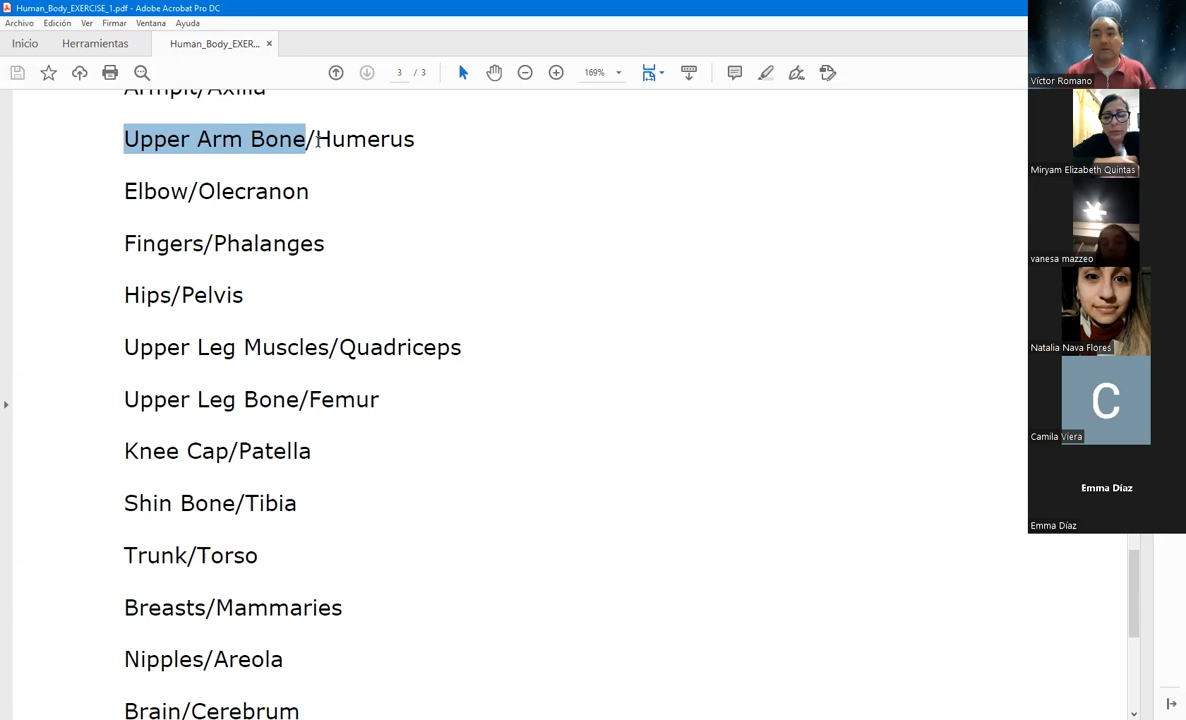 Human_Body_EXERCISE_1.pdf - Adobe Acrobat Pro DC
Archivo Edición Ver Firmar Ventana Ayuda
Inicio Herramientas Human_Body_EXER... ×
3 / 3 169%
Armpit/Axilla
Upper Arm Bone/Humerus
Elbow/Olecranon
Fingers/Phalanges
Hips/Pelvis
Upper Leg Muscles/Quadriceps
Upper Leg Bone/Femur
Knee Cap/Patella
Shin Bone/Tibia
Trunk/Torso
Breasts/Mammaries
Nipples/Areola
Brain/Cerebrum
Víctor Romano
Miryam Elizabeth Quintas
vanesa mazzeo
Natalia Nava Flores
C
Camila Viera
Emma Díaz
Emma Díaz